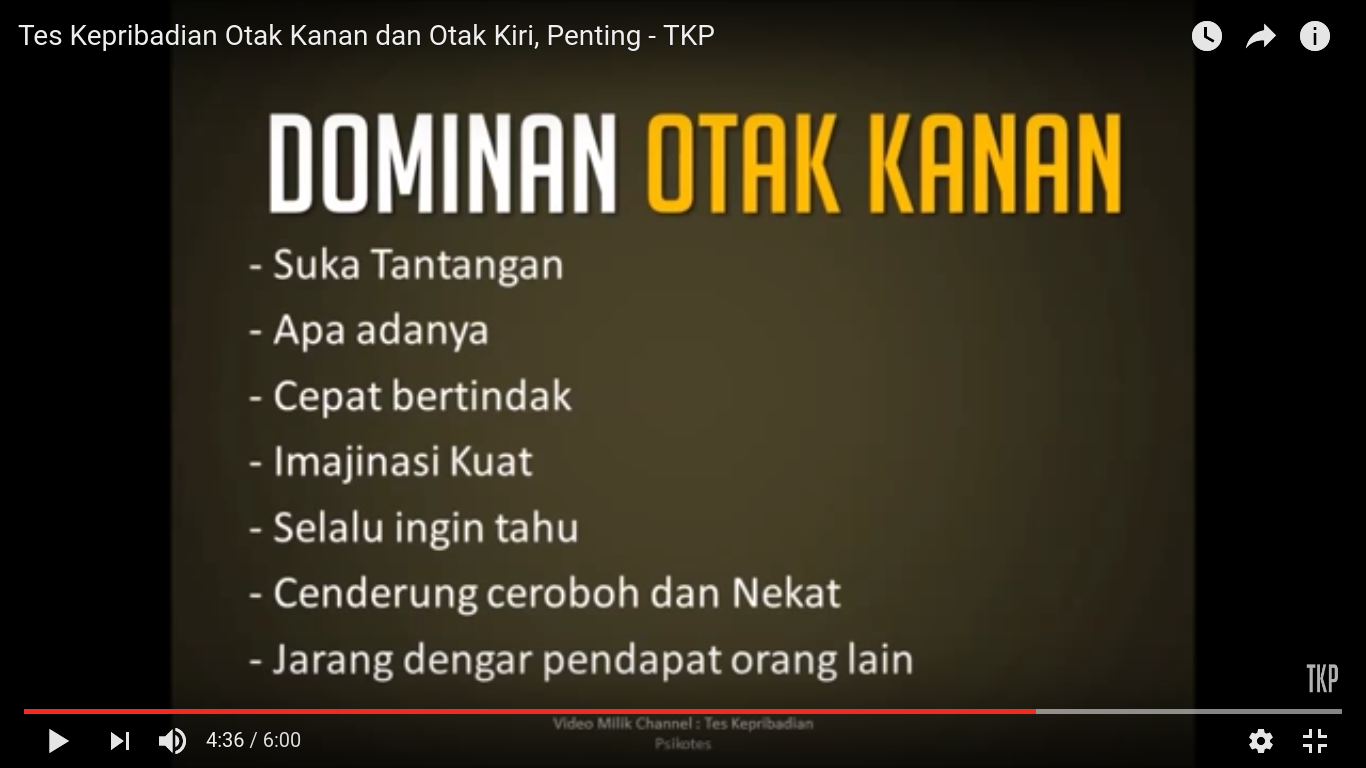 Tes Kepribadian Otak Kanan dan Otak Kiri, Penting - TKP
DOMINAN OTAK KANAN
- Suka Tantangan
- Apa adanya
- Cepat bertindak
- Imajinasi Kuat
- Selalu ingin tahu
- Cenderung ceroboh dan Nekat
- Jarang dengar pendapat orang lain
TKP
Video Milik Channel : Tes Kepribadian
Psikotes
4:36 / 6:00